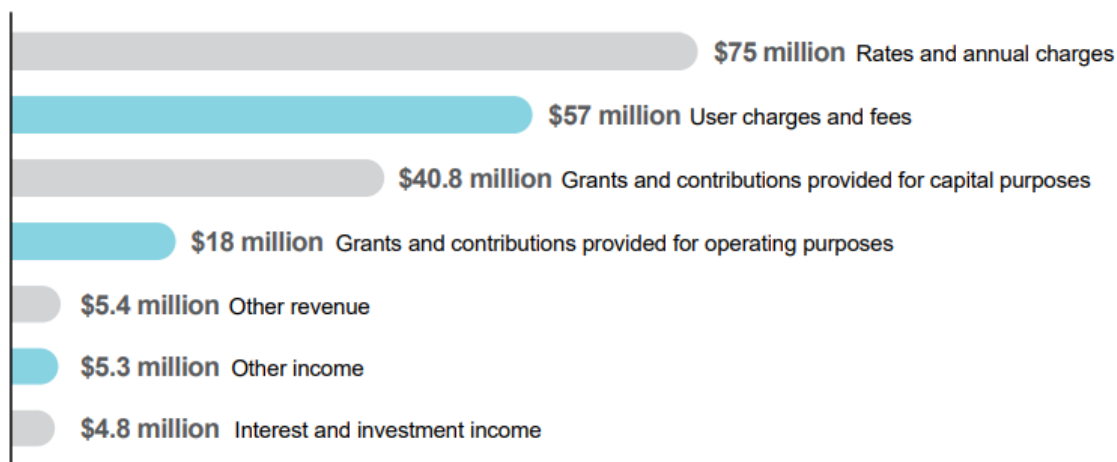 $75 million Rates and annual charges
$57 million User charges and fees
$40.8 million Grants and contributions provided for capital purposes
$18 million Grants and contributions provided for operating purposes
$5.4 million Other revenue
$5.3 million Other income
$4.8 million Interest and investment income